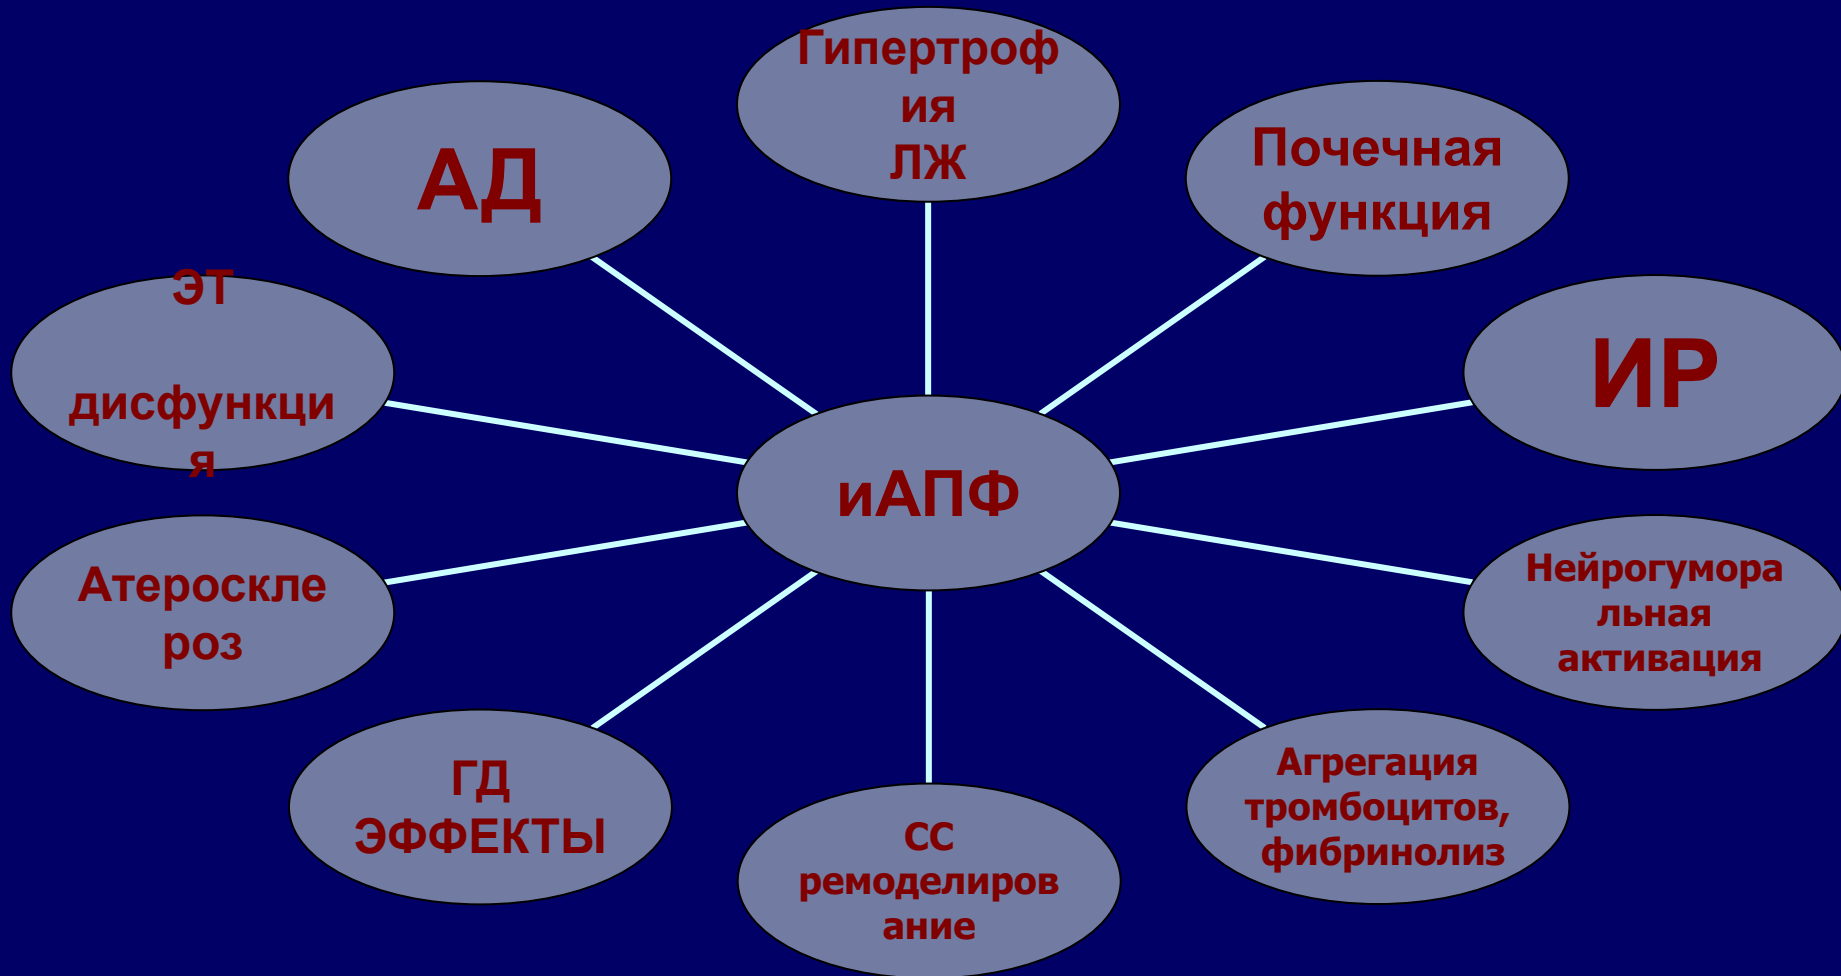 Гипертроф
ия
ЛЖ
АД
Почечная
функция
ЭТ
дисфункци
я
ИР
иАПФ
Атероскле
роз
Нейрогумора
льная
активация
ГД
ЭФФЕКТЫ
СС
ремоделиров
ание
Агрегация
тромбоцитов,
фибринолиз